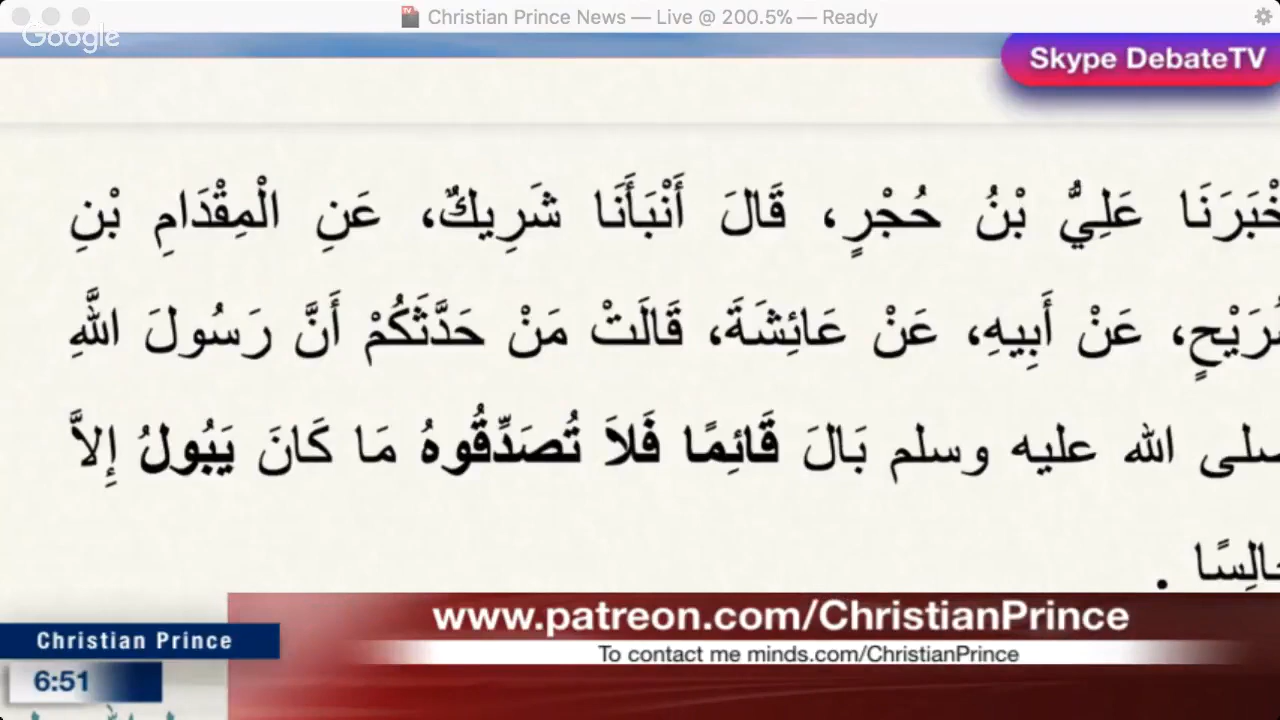 Christian Prince News — Live @ 200.5% — Ready
Google
Skype DebateTV
عَلِيُّ بْنُ حُجْرٍ، قَالَ أَنْبَأَنَا شَرِيكٌ، عَنِ الْمِقْدَامِ بْنِ
عَنْ أَبِيهِ، عَنْ عَائِشَةَ، قَالَتْ مَنْ حَدَّثَكُمْ أَنَّ رَسُولَ اللَّهِ
الله عليه وسلم بَالَ قَائِمًا فَلاَ تُصَدِّقُوهُ مَا كَانَ يَبُولُ إِلاَّ
www.patreon.com/ChristianPrince
Christian Prince
To contact me minds.com/ChristianPrince
6:51